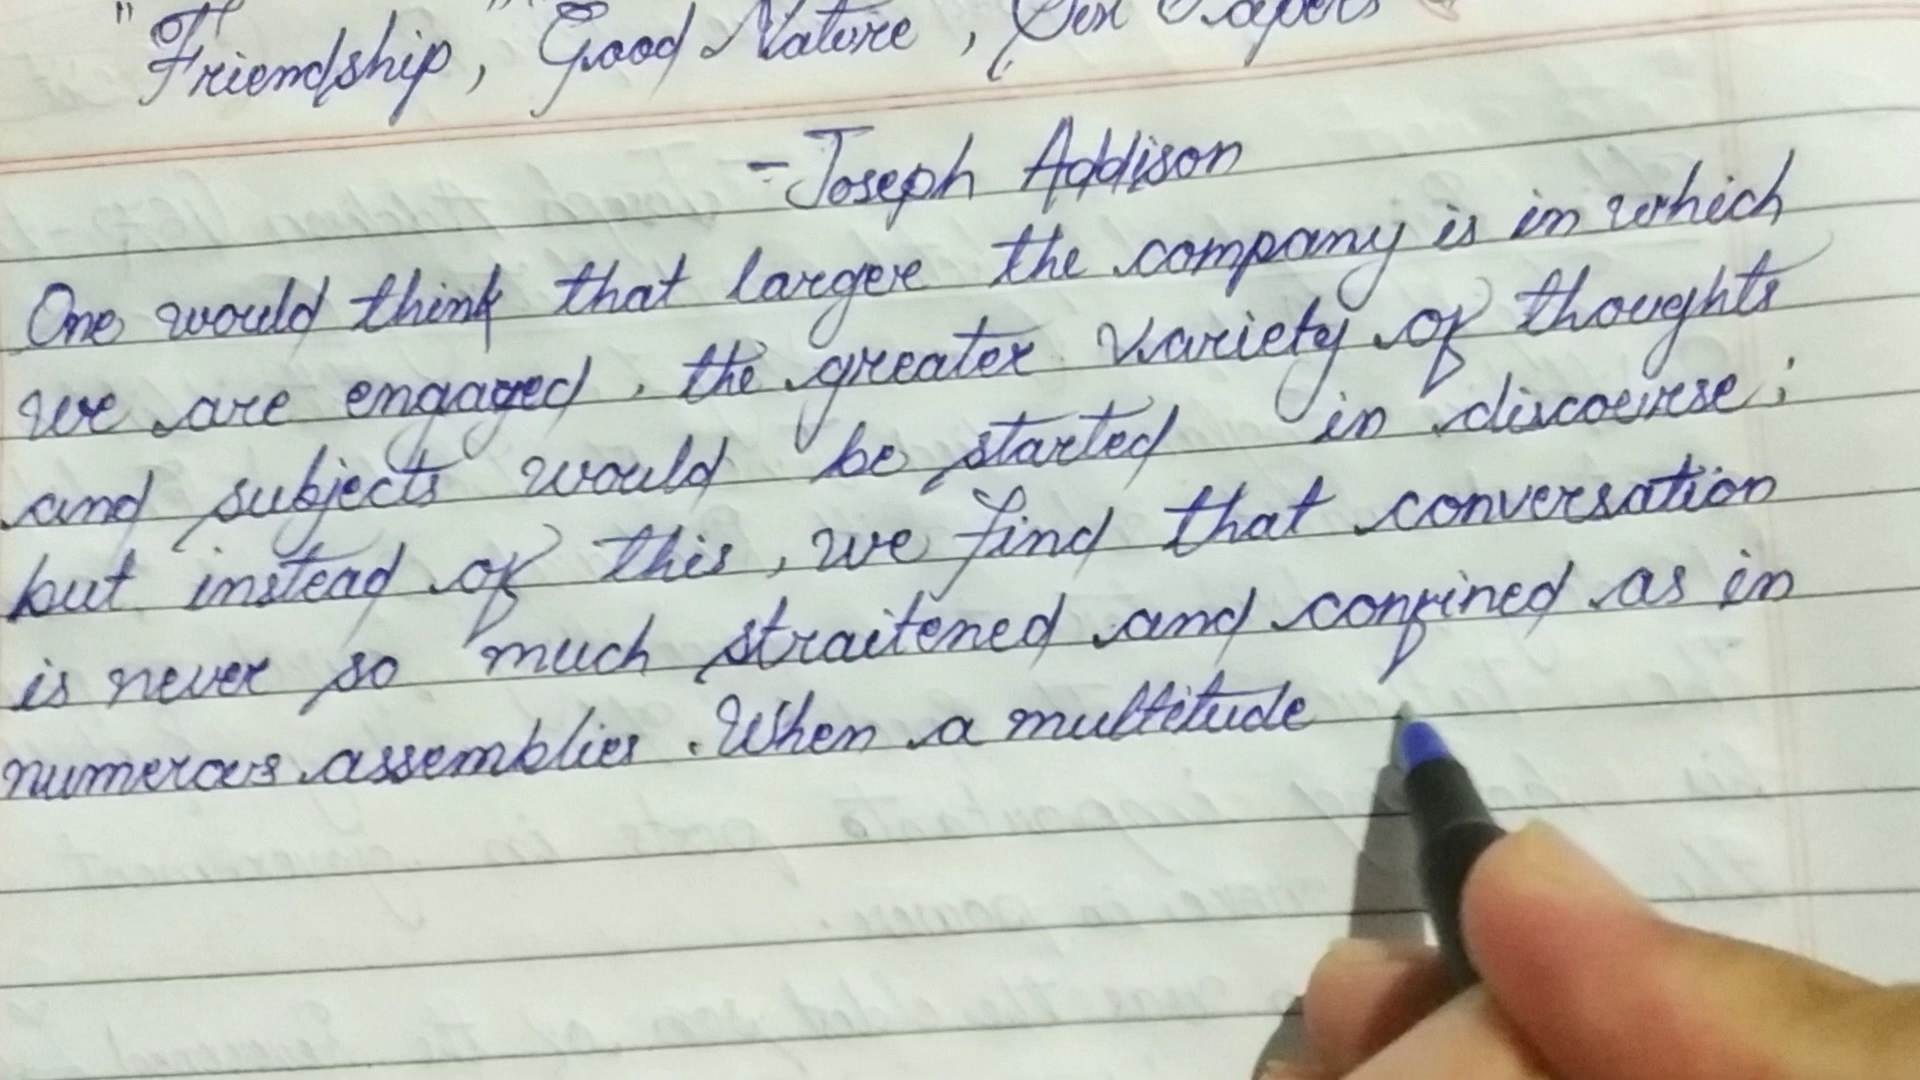 "Friendship," "Good Nature, Six Papers"
-Joseph Addison
One would think that larger the company is in which
we are engaged, the greater variety of thoughts
and subjects would be started in discourse;
but instead of this, we find that conversation
is never so much straitened and confined as in
numerous assemblies. When a multitude